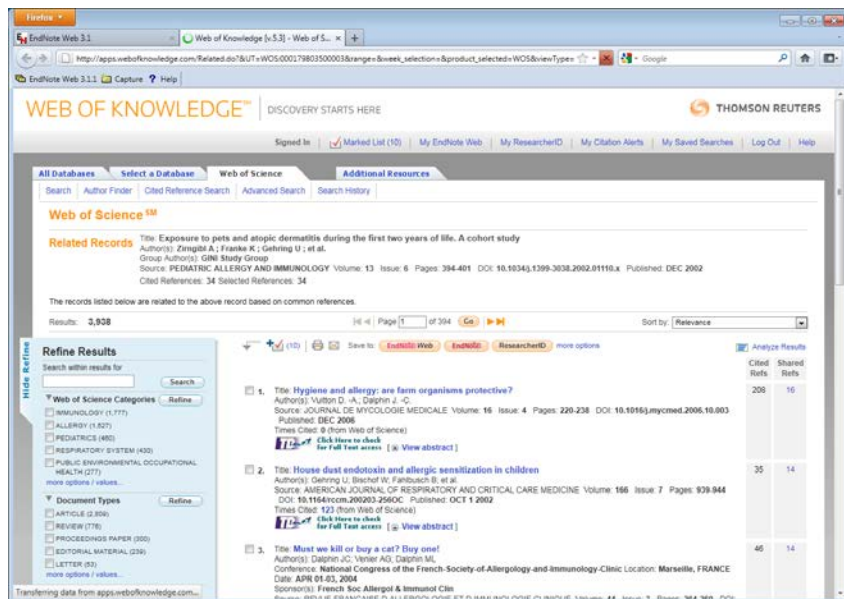 Firefox
EndNote Web 3.1
Web of Knowledge [v.5.3] - Web of S...
http://apps.webofknowledge.com/Related.do?&UT=WOS:000179803500003&range=&week_selection=&product_selected=WOS&viewType=
Google
EndNote Web 3.1.1 Capture ? Help
WEB OF KNOWLEDGE℠ DISCOVERY STARTS HERE
THOMSON REUTERS
Signed In | Marked List (10) | My EndNote Web | My ResearcherID | My Citation Alerts | My Saved Searches | Log Out | Help
All Databases Select a Database Web of Science Additional Resources
Search | Author Finder | Cited Reference Search | Advanced Search | Search History
Web of Science ℠
Related Records
Title: Exposure to pets and atopic dermatitis during the first two years of life. A cohort study
Author(s): Zirngibl A ; Franke K ; Gehring U ; et al.
Group Author(s): GINI Study Group
Source: PEDIATRIC ALLERGY AND IMMUNOLOGY Volume: 13 Issue: 6 Pages: 394-401 DOI: 10.1034/j.1399-3038.2002.01110.x Published: DEC 2002
Cited References: 34 Selected References: 34
The records listed below are related to the above record based on common references.
Results: 3,938
Page 1 of 394 Go
Sort by: Relevance
Hide Refine
Refine Results
Search within results for
Search
Web of Science Categories Refine
IMMUNOLOGY (1,777)
ALLERGY (1,527)
PEDIATRICS (460)
RESPIRATORY SYSTEM (430)
PUBLIC ENVIRONMENTAL OCCUPATIONAL
HEALTH (277)
more options / values...
Document Types Refine
ARTICLE (2,809)
REVIEW (778)
PROCEEDINGS PAPER (300)
EDITORIAL MATERIAL (239)
LETTER (53)
more options / values...
Transferring data from apps.webofknowledge.com...
(10) Save to: EndNote Web EndNote ResearcherID more options
Analyze Results
Cited Refs
Shared Refs
1. Title: Hygiene and allergy: are farm organisms protective?
Author(s): Vuitton D. -A.; Dalphin J. -C.
Source: JOURNAL DE MYCOLOGIE MEDICALE Volume: 16 Issue: 4 Pages: 220-238 DOI: 10.1016/j.mycmed.2006.10.003
Published: DEC 2006
Times Cited: 0 (from Web of Science)
Click Here to check
for Full Text access [ View abstract ]
208 16
2. Title: House dust endotoxin and allergic sensitization in children
Author(s): Gehring U; Bischof W; Fahlbusch B; et al.
Source: AMERICAN JOURNAL OF RESPIRATORY AND CRITICAL CARE MEDICINE Volume: 166 Issue: 7 Pages: 939-944
DOI: 10.1164/rccm.200203-256OC Published: OCT 1 2002
Times Cited: 123 (from Web of Science)
Click Here to check
for Full Text access [ View abstract ]
35 14
3. Title: Must we kill or buy a cat? Buy one!
Author(s): Dalphin JC; Venier AG; Dalphin ML
Conference: National Congress of the French-Society-of-Allergology-and-Immunology-Clinic Location: Marseille, FRANCE
Date: APR 01-03, 2004
Sponsor(s): French Soc Allergol & Immunol Clin
46 14